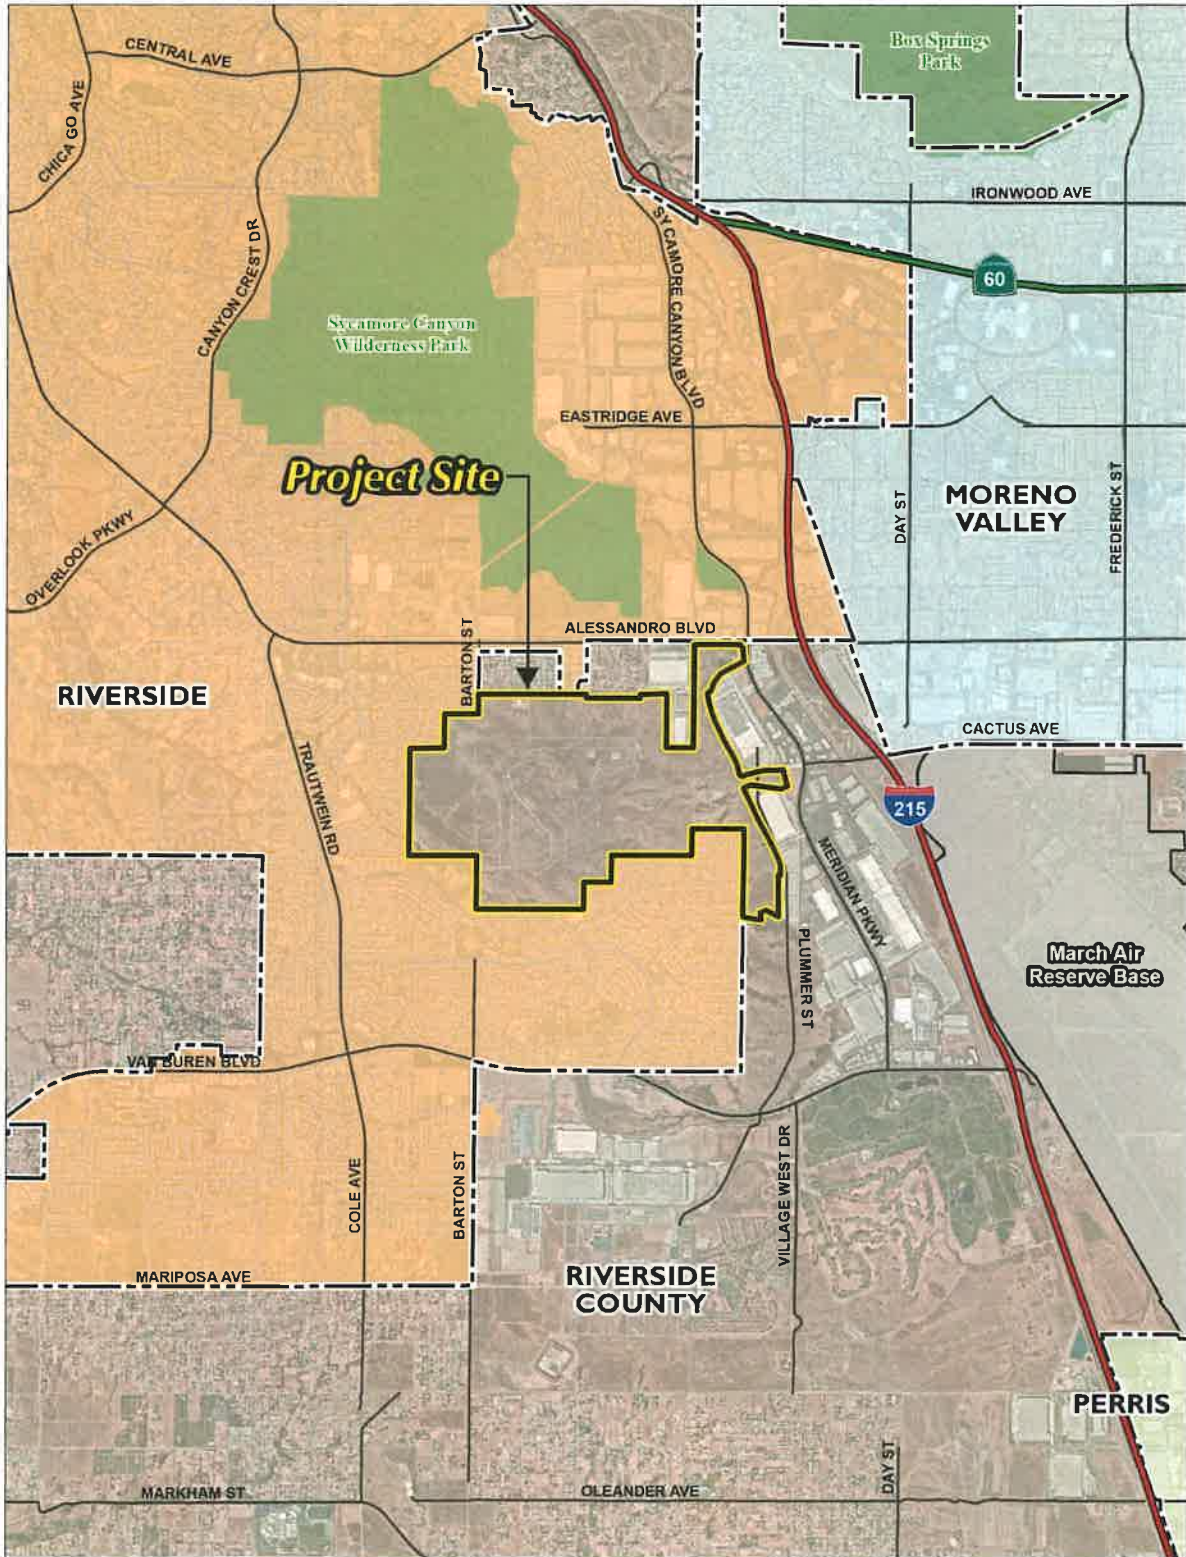 Box Springs
Park
CENTRAL AVE
CHICA GO AVE
IRONWOOD AVE
CANYON CREST DR
SYCAMORE CANYON BLVD
60
Sycamore Canyon
Wilderness Park
EASTRIDGE AVE
Project Site
MORENO
VALLEY
DAY ST
FREDERICK ST
OVERLOOK PKWY
BARTON ST
ALESSANDRO BLVD
RIVERSIDE
CACTUS AVE
TRAUTWEIN RD
215
MERIDIAN PKWY
March Air
Reserve Base
PLUMMER ST
VAN BUREN BLVD
COLE AVE
BARTON ST
VILLAGE WEST DR
MARIPOSA AVE
RIVERSIDE
COUNTY
PERRIS
DAY ST
MARKHAM ST
OLEANDER AVE